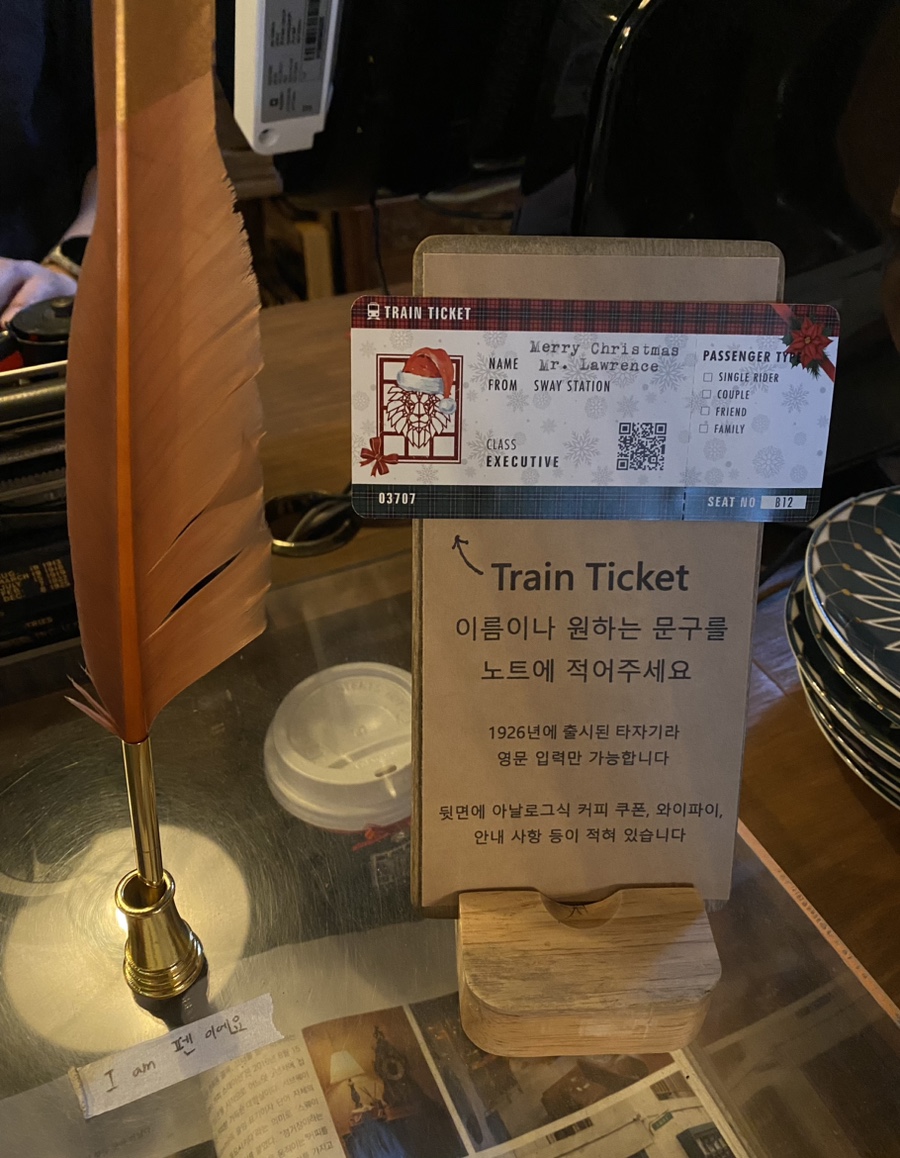 TRAIN TICKET
Merry Christmas
NAME Mr. Lawrence
FROM SWAY STATION
CLASS
EXECUTIVE
03707
PASSENGER TYPE
SINGLE RIDER
COUPLE
FRIEND
FAMILY
SEAT NO 812
Train Ticket
이름이나 원하는 문구를
노트에 적어주세요
1926년에 출시된 타자기라
영문 입력만 가능합니다
뒷면에 아날로그식 커피 쿠폰, 와이파이,
안내 사항 등이 적혀 있습니다
I am 펜 이에요